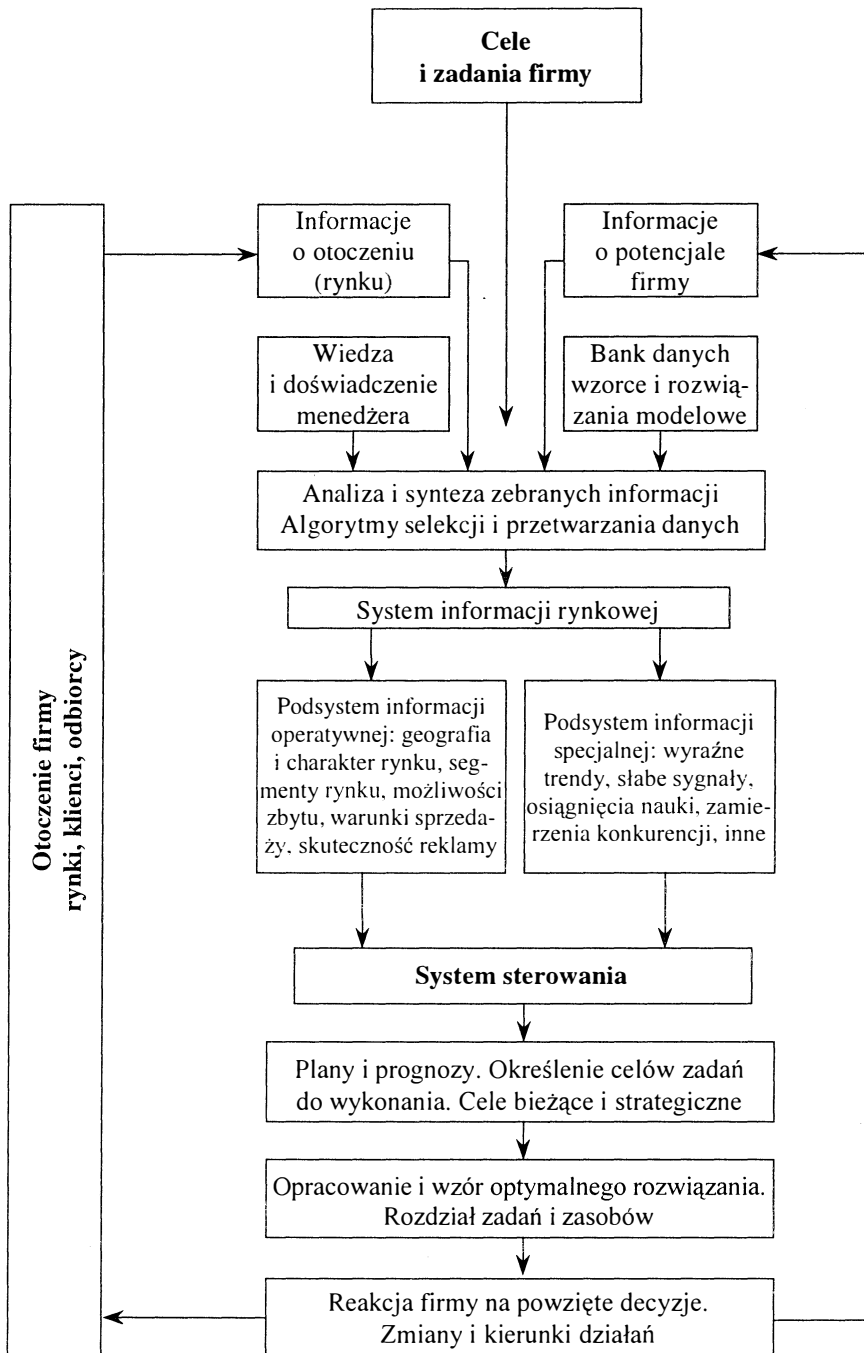 Cele
i zadania firmy
Informacje
o otoczeniu
(rynku)
Informacje
o potencjale
firmy
Wiedza
i doświadczenie
menedżera
Bank danych
wzorce i rozwią-
zania modelowe
Analiza i synteza zebranych informacji
Algorytmy selekcji i przetwarzania danych
System informacji rynkowej
Otoczenie firmy
rynki, klienci, odbiorcy
Podsystem informacji
operatywnej: geografia
i charakter rynku, seg-
menty rynku, możliwości
zbytu, warunki sprzeda-
ży, skuteczność reklamy
Podsystem informacji
specjalnej: wyraźne
trendy, słabe sygnały,
osiągnięcia nauki, zamie-
rzenia konkurencji, inne
System sterowania
Plany i prognozy. Określenie celów zadań
do wykonania. Cele bieżące i strategiczne
Opracowanie i wzór optymalnego rozwiązania.
Rozdział zadań i zasobów
Reakcja firmy na powzięte decyzje.
Zmiany i kierunki działań